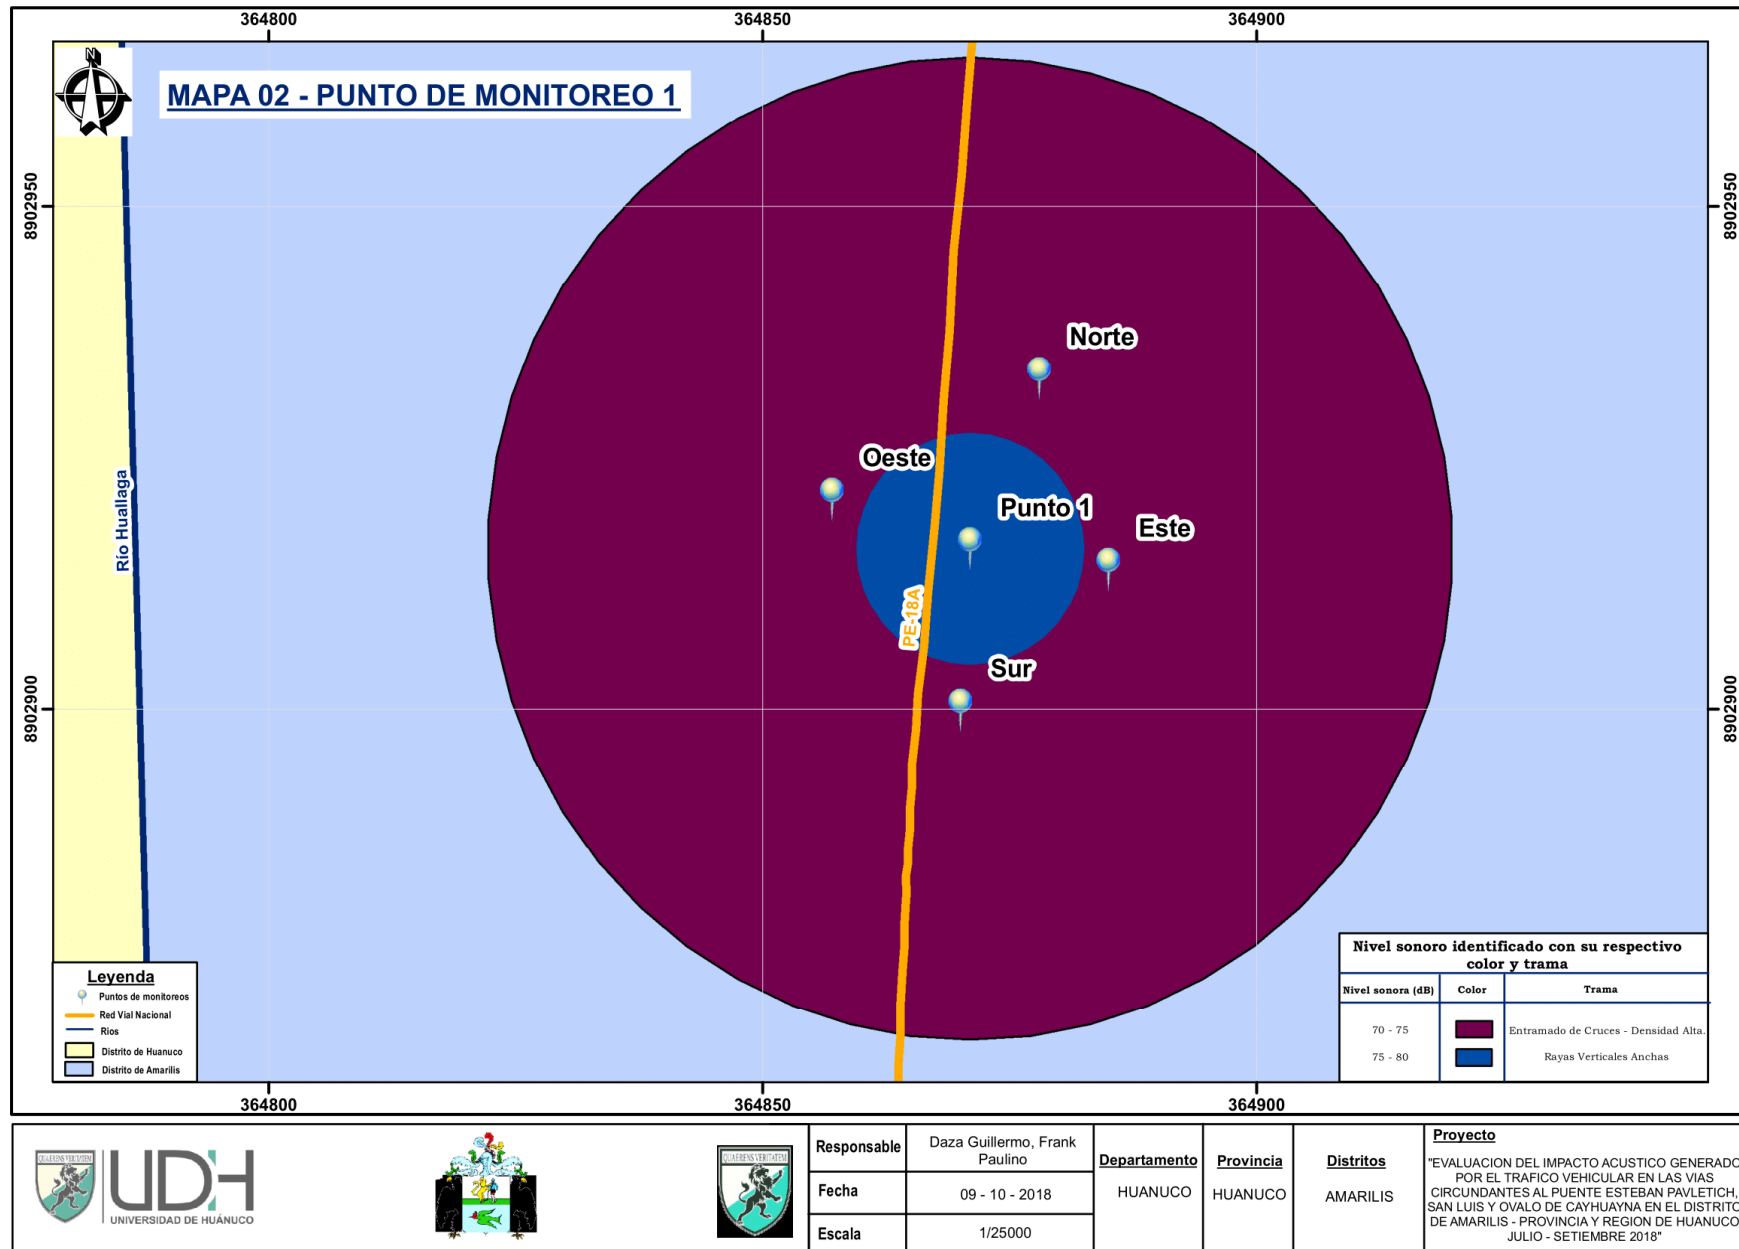 364800
364850
364900
N
MAPA 02 - PUNTO DE MONITOREO 1
8902950
8902950
Norte
Oeste
Punto 1
Este
Río Huallaga
PE-18A
Sur
8902900
8902900
Leyenda
Puntos de monitoreos
Red Vial Nacional
Rios
Distrito de Huanuco
Distrito de Amarilis
Nivel sonoro identificado con su respectivo
color y trama
Nivel sonora (dB) Color Trama
70 - 75 Entramado de Cruces - Densidad Alta.
75 - 80 Rayas Verticales Anchas
364800
364850
364900
QUAERENS VERITATEM
UDH
UNIVERSIDAD DE HUÁNUCO
QUAERENS VERITATEM
Responsable
Daza Guillermo, Frank
Paulino
Fecha
09 - 10 - 2018
Escala
1/25000
Departamento
HUANUCO
Provincia
HUANUCO
Distritos
AMARILIS
Proyecto
"EVALUACION DEL IMPACTO ACUSTICO GENERADO
POR EL TRAFICO VEHICULAR EN LAS VIAS
CIRCUNDANTES AL PUENTE ESTEBAN PAVLETICH,
SAN LUIS Y OVALO DE CAYHUAYNA EN EL DISTRITO
DE AMARILIS - PROVINCIA Y REGION DE HUANUCO
JULIO - SETIEMBRE 2018"